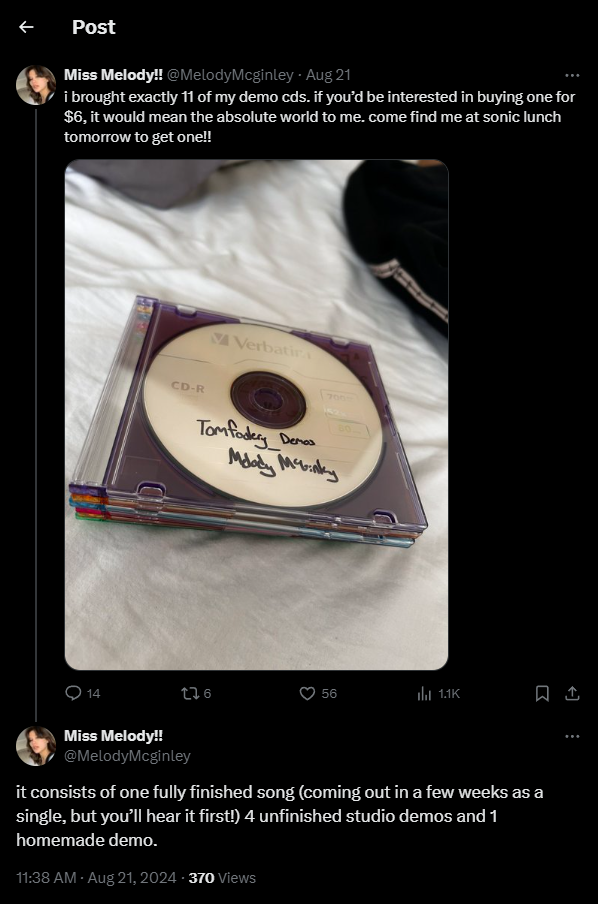 Post
Miss Melody!! @MelodyMcginley · Aug 21
i brought exactly 11 of my demo cds. if you’d be interested in buying one for
$6, it would mean the absolute world to me. come find me at sonic lunch
tomorrow to get one!!
Verbatim
CD-R
Tomfoolery_Demos
Melody McGinley
14
6
56
1.1K
Miss Melody!!
@MelodyMcginley
it consists of one fully finished song (coming out in a few weeks as a
single, but you’ll hear it first!) 4 unfinished studio demos and 1
homemade demo.
11:38 AM · Aug 21, 2024 · 370 Views